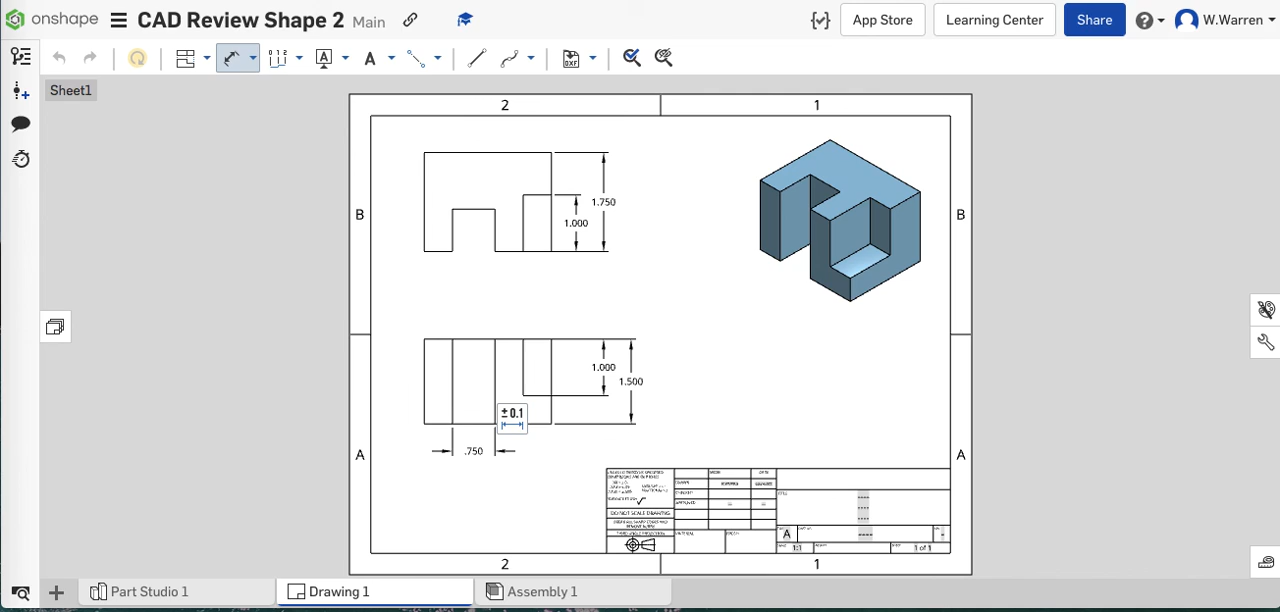 onshape CAD Review Shape 2 Main App Store Learning Center Share W.Warren
Sheet1
2 1
B B
1.750
1.000
1.000
1.500
± 0.1
A A
.750
DO NOT SCALE DRAWING
A
1:1
1 of 1
2 1
Part Studio 1 Drawing 1 Assembly 1